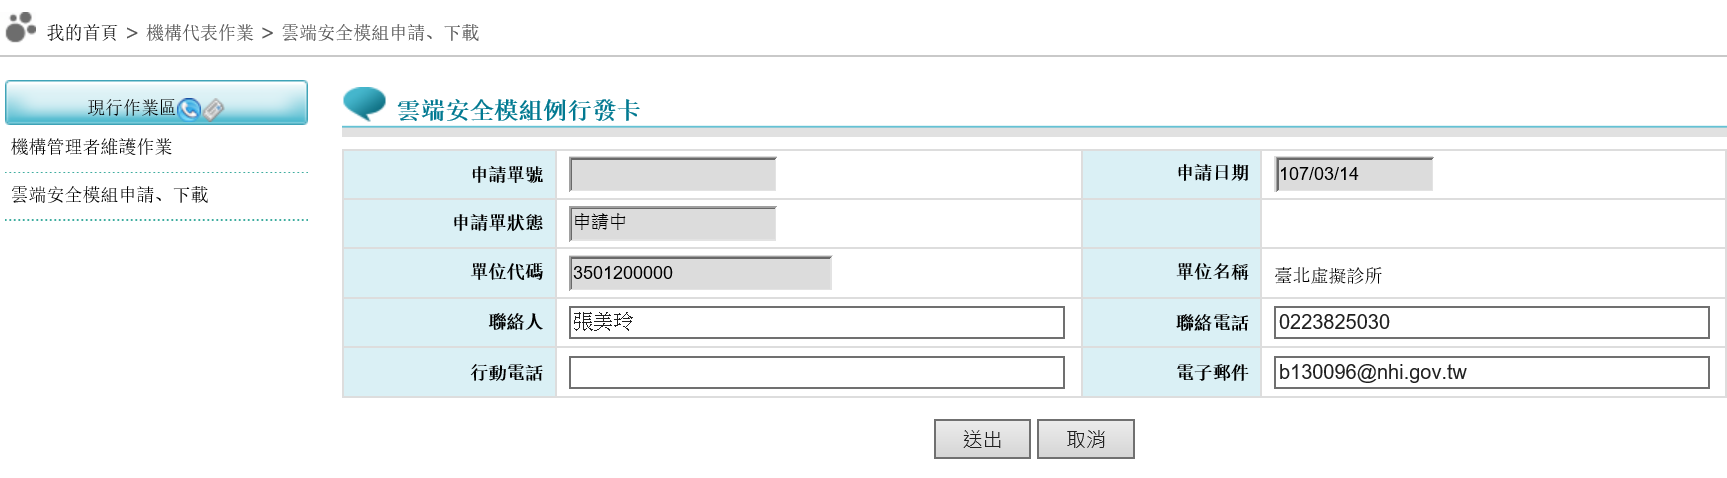 我的首頁 > 機構代表作業 > 雲端安全模組申請、下載
現行作業區
機構管理者維護作業
雲端安全模組申請、下載
雲端安全模組例行發卡
申請單號 申請日期 107/03/14
申請單狀態 申請中
單位代碼 3501200000 單位名稱 臺北虛擬診所
聯絡人 張美玲 聯絡電話 0223825030
行動電話 電子郵件 b130096@nhi.gov.tw
送出 取消